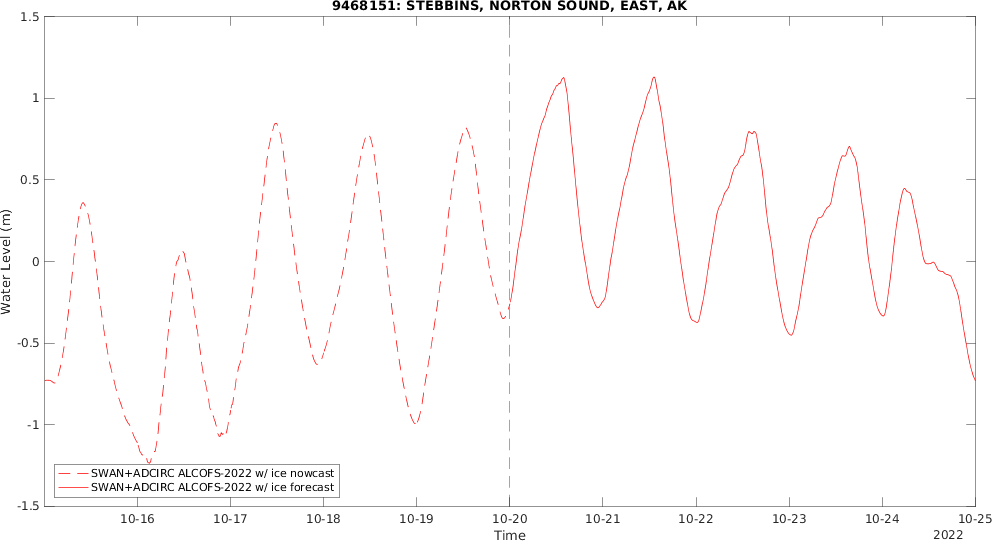 9468151: STEBBINS, NORTON SOUND, EAST, AK
1.5
1
0.5
0
-0.5
-1
-1.5
Water Level (m)
SWAN+ADCIRC ALCOFS-2022 w/ ice nowcast
SWAN+ADCIRC ALCOFS-2022 w/ ice forecast
10-16 10-17 10-18 10-19 10-20 10-21 10-22 10-23 10-24 10-25
Time
2022